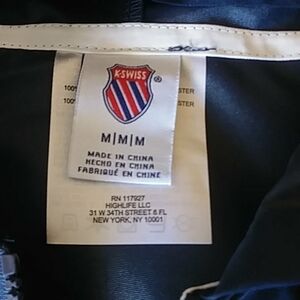 K·SWISS
®
M|M|M
MADE IN CHINA
HECHO EN CHINA
FABRIQUÉ EN CHINE
RN 117927
HIGHLIFE LLC
31 W 34TH STREET 6 FL
NEW YORK, NY 10001